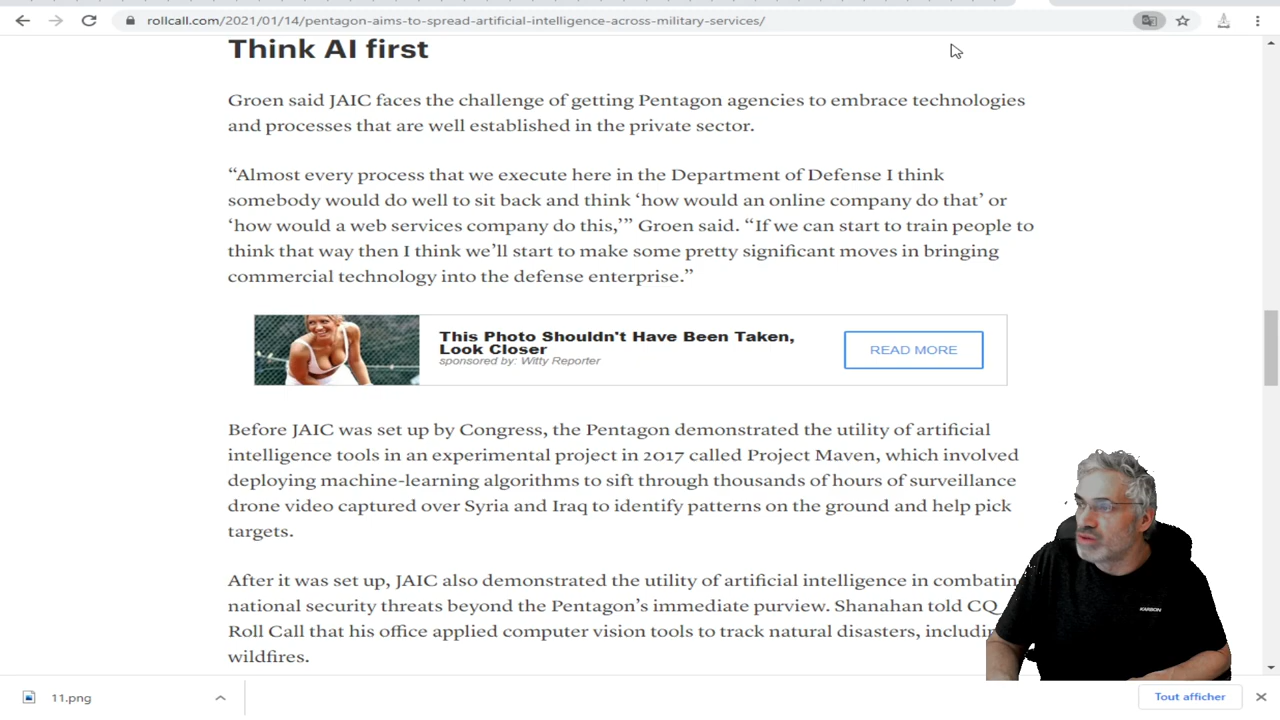 rollcall.com/2021/01/14/pentagon-aims-to-spread-artificial-intelligence-across-military-services/
Think AI first
Groen said JAIC faces the challenge of getting Pentagon agencies to embrace technologies
and processes that are well established in the private sector.
“Almost every process that we execute here in the Department of Defense I think
somebody would do well to sit back and think ‘how would an online company do that’ or
‘how would a web services company do this,’” Groen said. “If we can start to train people to
think that way then I think we’ll start to make some pretty significant moves in bringing
commercial technology into the defense enterprise.”
This Photo Shouldn't Have Been Taken,
Look Closer
sponsored by: Witty Reporter
READ MORE
Before JAIC was set up by Congress, the Pentagon demonstrated the utility of artificial
intelligence tools in an experimental project in 2017 called Project Maven, which involved
deploying machine-learning algorithms to sift through thousands of hours of surveillance
drone video captured over Syria and Iraq to identify patterns on the ground and help pick
targets.
After it was set up, JAIC also demonstrated the utility of artificial intelligence in combatin
national security threats beyond the Pentagon’s immediate purview. Shanahan told CQ
Roll Call that his office applied computer vision tools to track natural disasters, includin
wildfires.
KARBON
11.png
Tout afficher